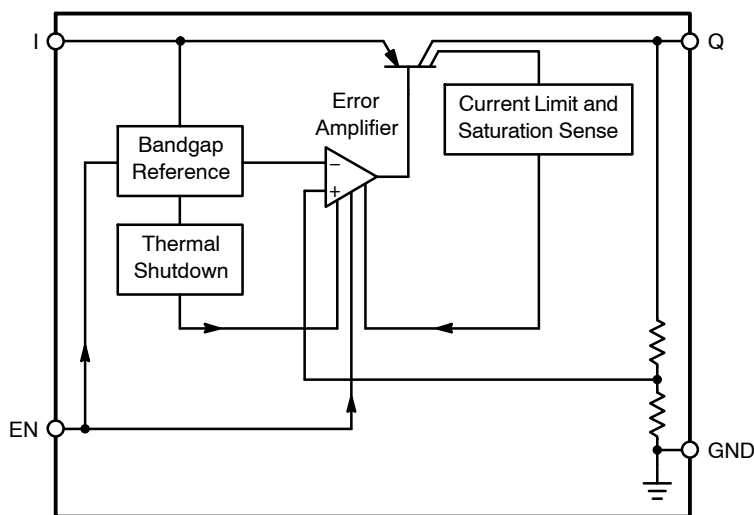 I
Q
Error
Amplifier
Current Limit and
Saturation Sense
Bandgap
Reference
−
+
Thermal
Shutdown
EN
GND